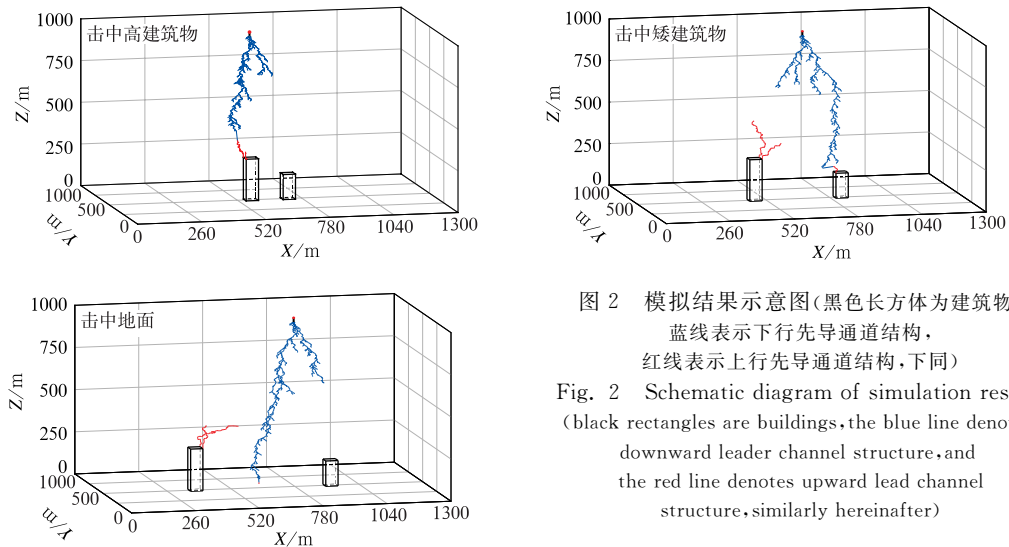 击中高建筑物
1000
750
500
250
0
Z/m
1000
500
0
Y/m
0
260
520
780
1040
1300
X/m
击中矮建筑物
1000
750
500
250
0
Z/m
1000
500
0
Y/m
0
260
520
780
1040
1300
X/m
击中地面
1000
750
500
250
0
Z/m
1000
500
0
Y/m
0
260
520
780
1040
1300
X/m
图 2 模拟结果示意图(黑色长方体为建筑物
蓝线表示下行先导通道结构,
红线表示上行先导通道结构,下同)
Fig. 2 Schematic diagram of simulation res
(black rectangles are buildings,the blue line deno
downward leader channel structure,and
the red line denotes upward lead channel
structure,similarly hereinafter)